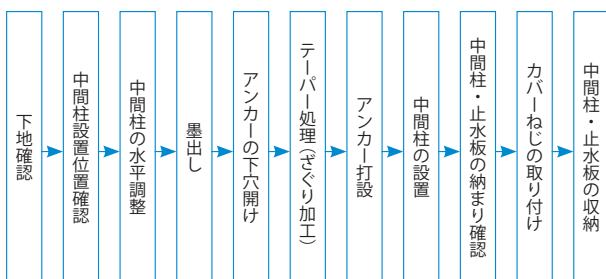 下地確認
中間柱設置位置確認
中間柱の水平調整
墨出し
アンカーの下穴開け
テーパー処理（ざぐり加工）
アンカー打設
中間柱の設置
中間柱・止水板の納まり確認
カバーねじの取り付け
中間柱・止水板の収納